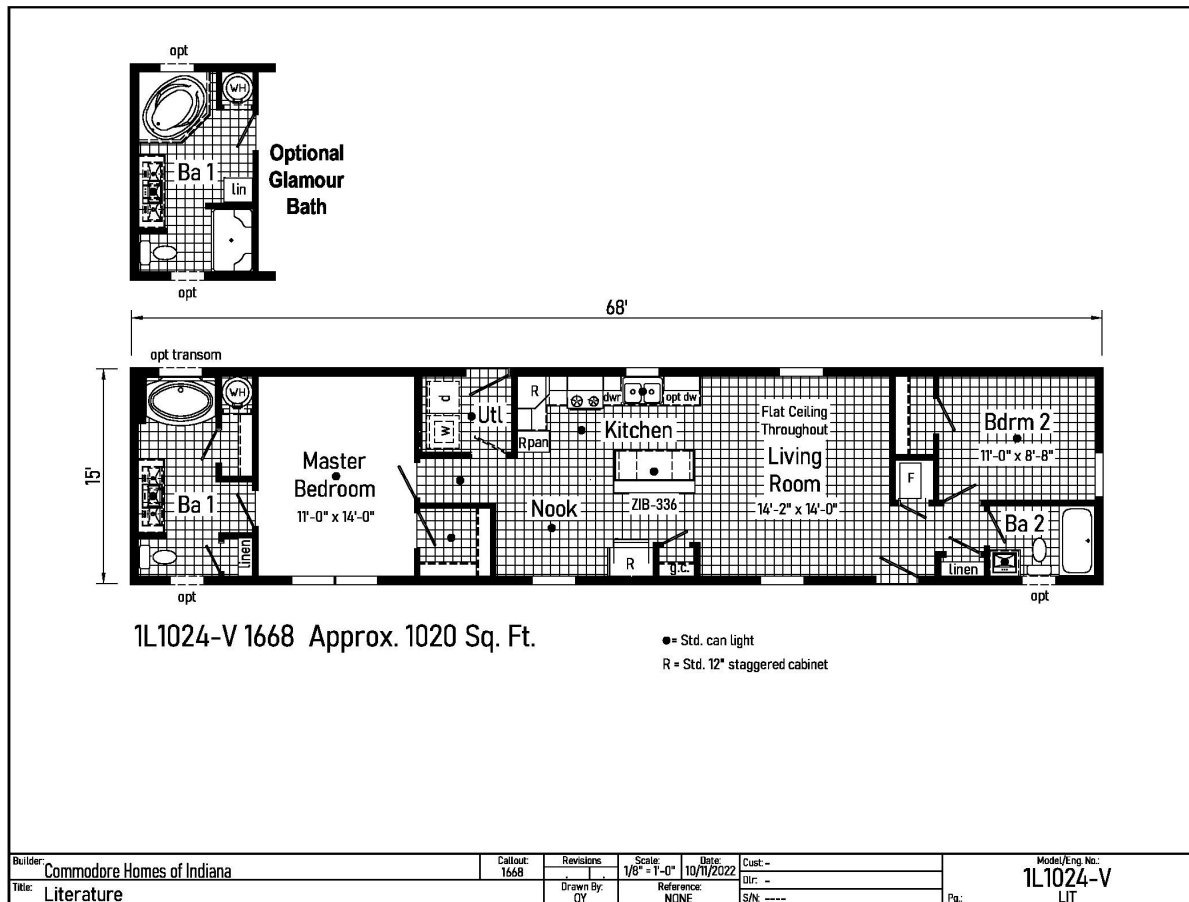 opt
WH
Ba 1
lin
Optional
Glamour
Bath
opt
68'
opt transom
15'
WH
Ba 1
linen
opt
Master
Bedroom
11'-0" x 14'-0"
d
W
Utl
R
Rpan
dwr
opt dw
Kitchen
Nook
ZIB-336
R
g.c.
Flat Ceiling
Throughout
Living
Room
14'-2" x 14'-0"
F
Bdrm 2
11'-0" x 8'-8"
Ba 2
linen
opt
1L1024-V 1668 Approx. 1020 Sq. Ft.
= Std. can light
R = Std. 12" staggered cabinet
Builder: Commodore Homes of Indiana
Title: Literature
Callout:
1668
Revisions
Drawn By:
OY
Scale:
1/8" = 1'-0"
Date:
10/11/2022
Reference:
NONE
Cust: -
Dlr: -
S/N: ----
Model/Eng. No.:
1L1024-V
Pg.: LIT